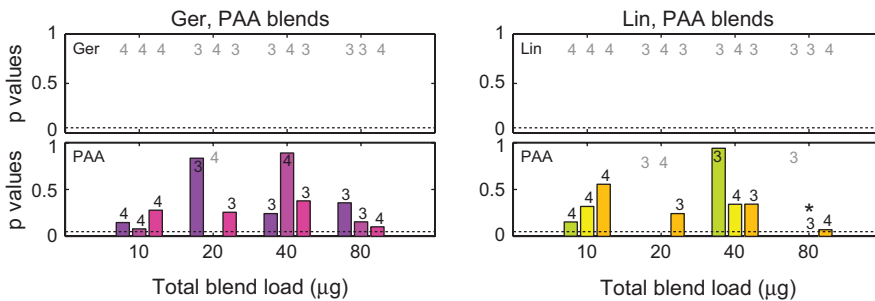 Ger, PAA blends
Lin, PAA blends
p values
1
0.5
0
Ger
4 4 4 3 4 3 3 4 3 3 3 4
p values
1
0.5
0
Lin
4 4 4 3 4 3 3 4 3 3 3 4
p values
1
0.5
0
PAA
4 4 4 3 4 3 3 4 3 3 3 4
10 20 40 80
Total blend load (µg)
p values
1
0.5
0
PAA
4 4 4 3 4 3 3 4 3 3 * 3 4
10 20 40 80
Total blend load (µg)